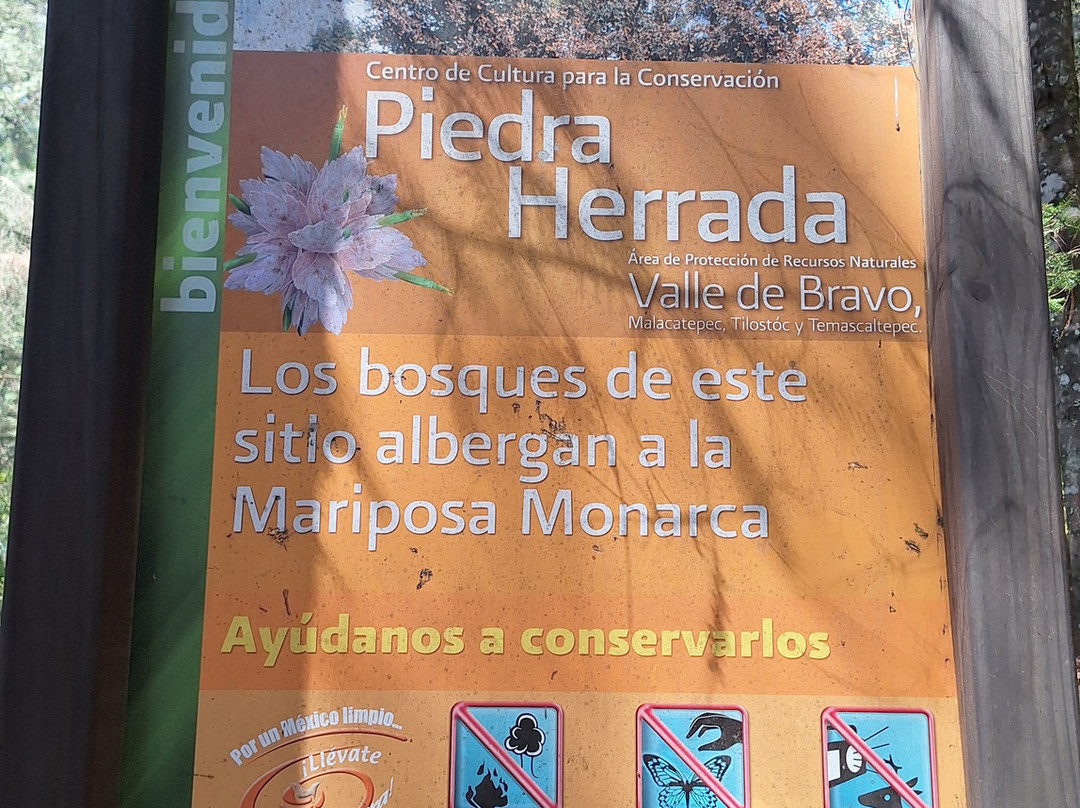 bienvenid
Centro de Cultura para la Conservación
Piedra
Herrada
Área de Protección de Recursos Naturales
Valle de Bravo,
Malacatepec, Tilostóc y Temascaltepec.
Los bosques de este
sitio albergan a la
Mariposa Monarca
Ayúdanos a conservarlos
Por un México limpio...
¡Llévate